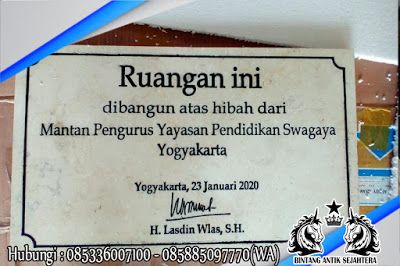 Ruangan ini
dibangun atas hibah dari
Mantan Pengurus Yayasan Pendidikan Swagaya
Yogyakarta
Yogyakarta, 23 Januari 2020
H. Lasdin Wlas, S.H.
Hubungi : 085336007100 - 085885097770(WA)
BINTANG ANTIK SEJAHTERA